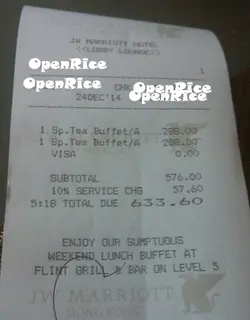 JW MARRIOTT HOTEL
(LOBBY LOUNGE)
OpenRice
1
OpenRice
CHK
OpenRice
24DEC'14
OpenRice
1 Sp.Tea Buffet/A 288.00
1 Sp.Tea Buffet/A 288.00
VISA 0.00
SUBTOTAL 576.00
10% SERVICE CHG 57.60
5:18 TOTAL DUE 633.60
ENJOY OUR SUMPTUOUS
WEEKEND LUNCH BUFFET AT
FLINT GRILL & BAR ON LEVEL 5
JW MARRIOTT
HONG KONG